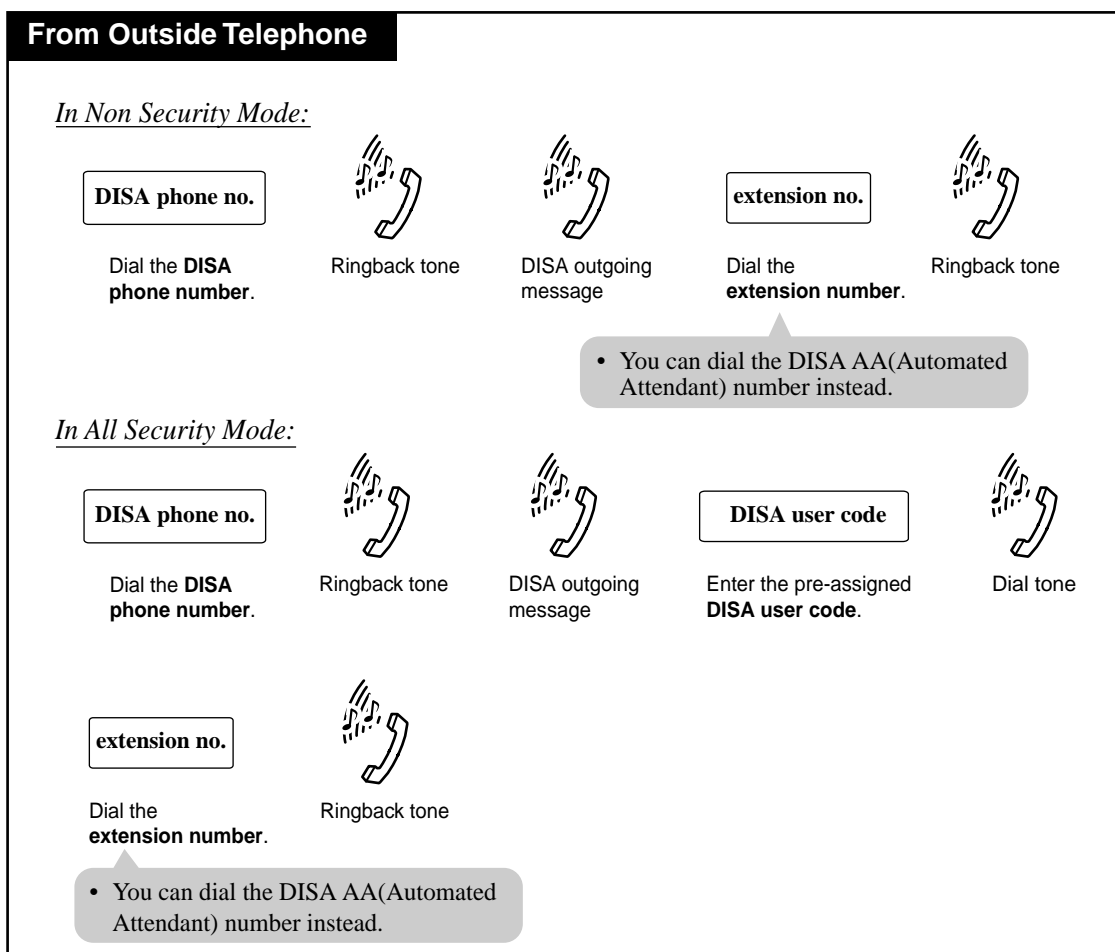 From Outside Telephone
In Non Security Mode:
DISA phone no.
Dial the DISA
phone number.
Ringback tone
DISA outgoing
message
extension no.
Dial the
extension number.
Ringback tone
• You can dial the DISA AA(Automated
Attendant) number instead.
In All Security Mode:
DISA phone no.
Dial the DISA
phone number.
Ringback tone
DISA outgoing
message
DISA user code
Enter the pre-assigned
DISA user code.
Dial tone
extension no.
Dial the
extension number.
Ringback tone
• You can dial the DISA AA(Automated
Attendant) number instead.